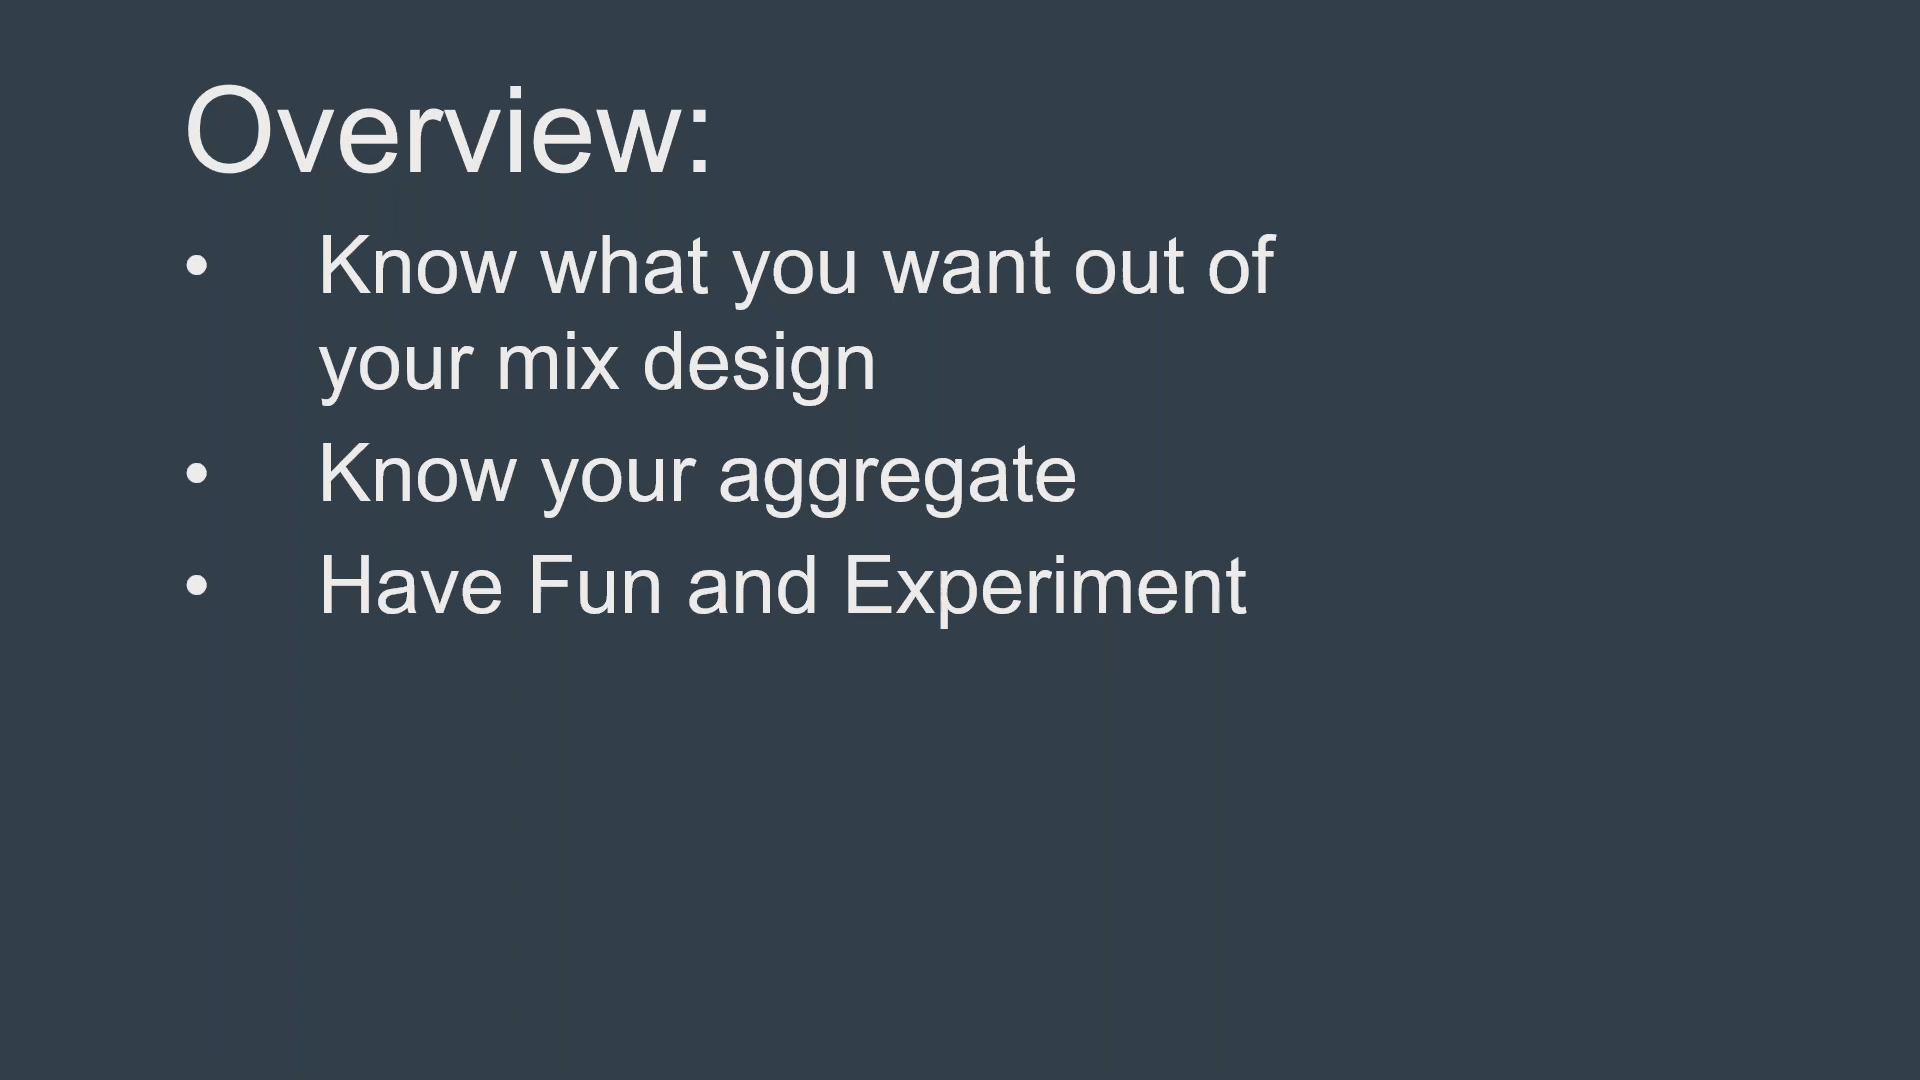 Overview:
• Know what you want out of
your mix design
• Know your aggregate
• Have Fun and Experiment